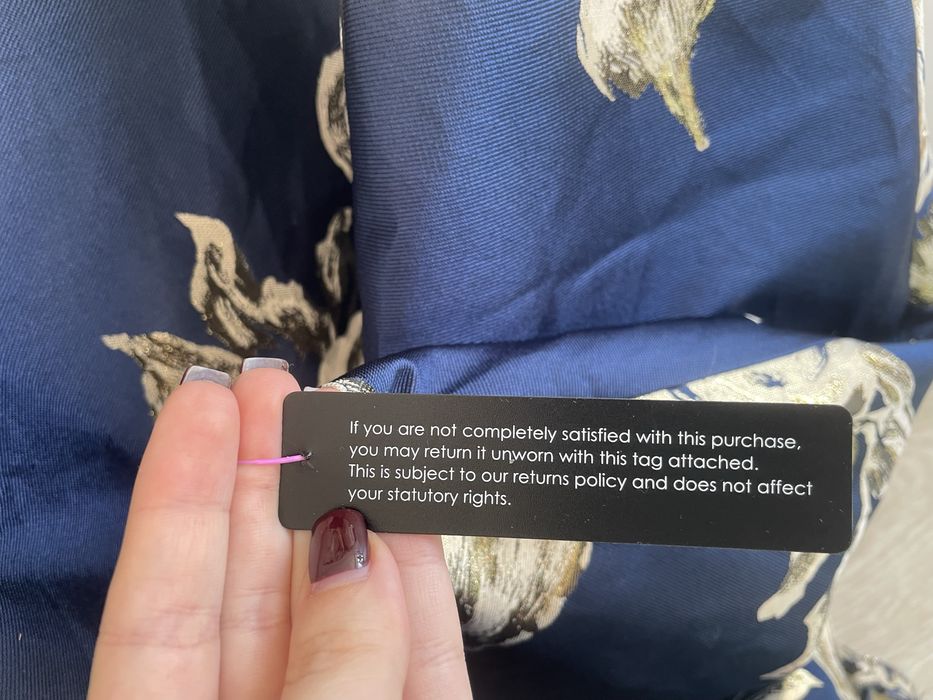 If you are not completely satisfied with this purchase,
you may return it unworn with this tag attached.
This is subject to our returns policy and does not affect
your statutory rights.